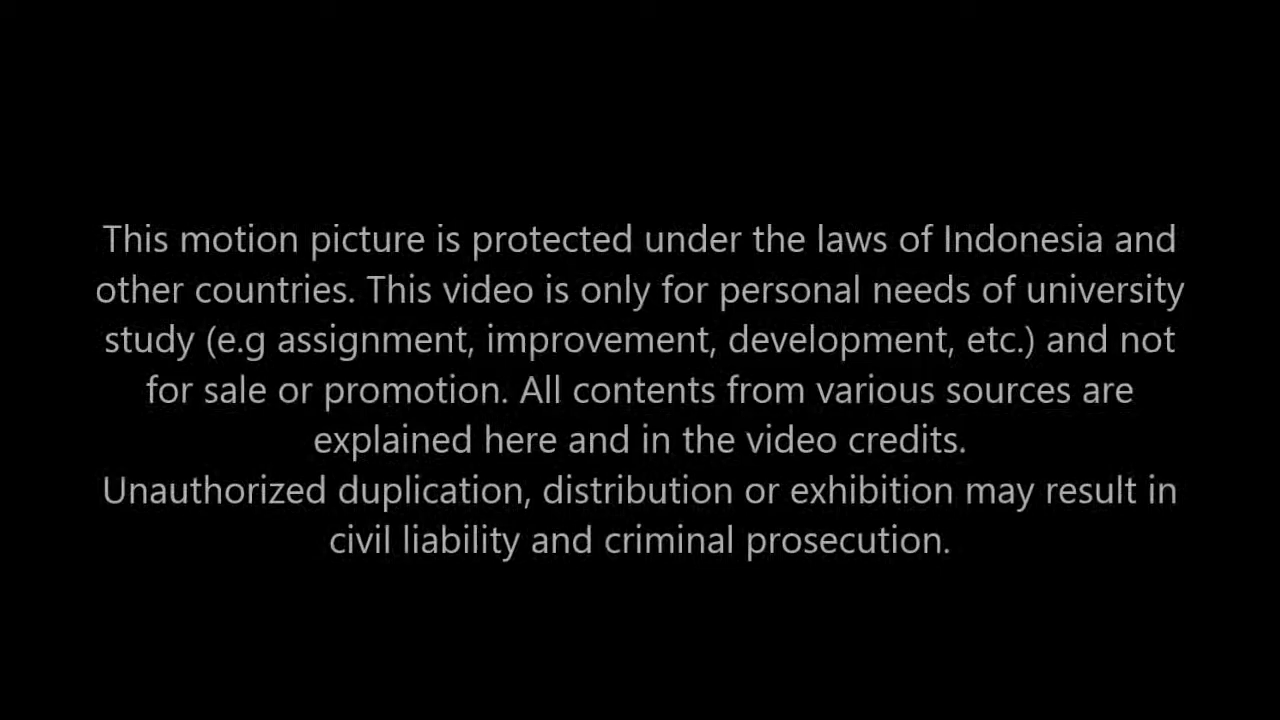 This motion picture is protected under the laws of Indonesia and
other countries. This video is only for personal needs of university
study (e.g assignment, improvement, development, etc.) and not
for sale or promotion. All contents from various sources are
explained here and in the video credits.
Unauthorized duplication, distribution or exhibition may result in
civil liability and criminal prosecution.